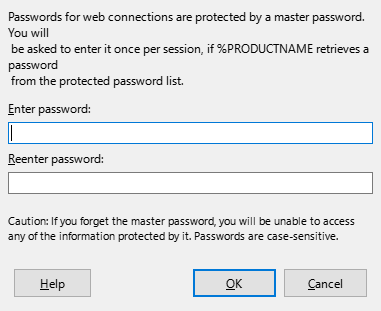 Passwords for web connections are protected by a master password.
You will
be asked to enter it once per session, if %PRODUCTNAME retrieves a
password
from the protected password list.
Enter password:
Reenter password:
Caution: If you forget the master password, you will be unable to access
any of the information protected by it. Passwords are case-sensitive.
Help
OK
Cancel